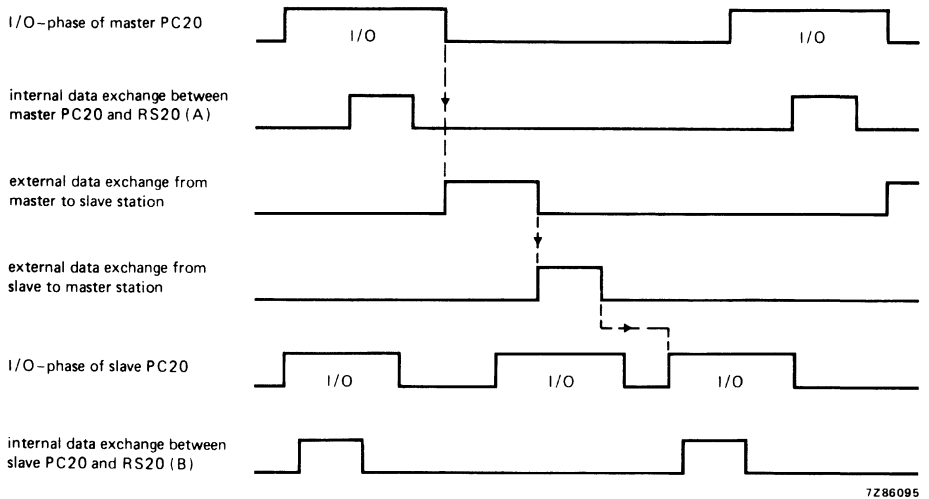 I/O-phase of master PC20
I/O
I/O
internal data exchange between
master PC20 and RS20 (A)
external data exchange from
master to slave station
external data exchange from
slave to master station
I/O-phase of slave PC20
I/O
I/O
I/O
internal data exchange between
slave PC20 and RS20 (B)
7Z86095